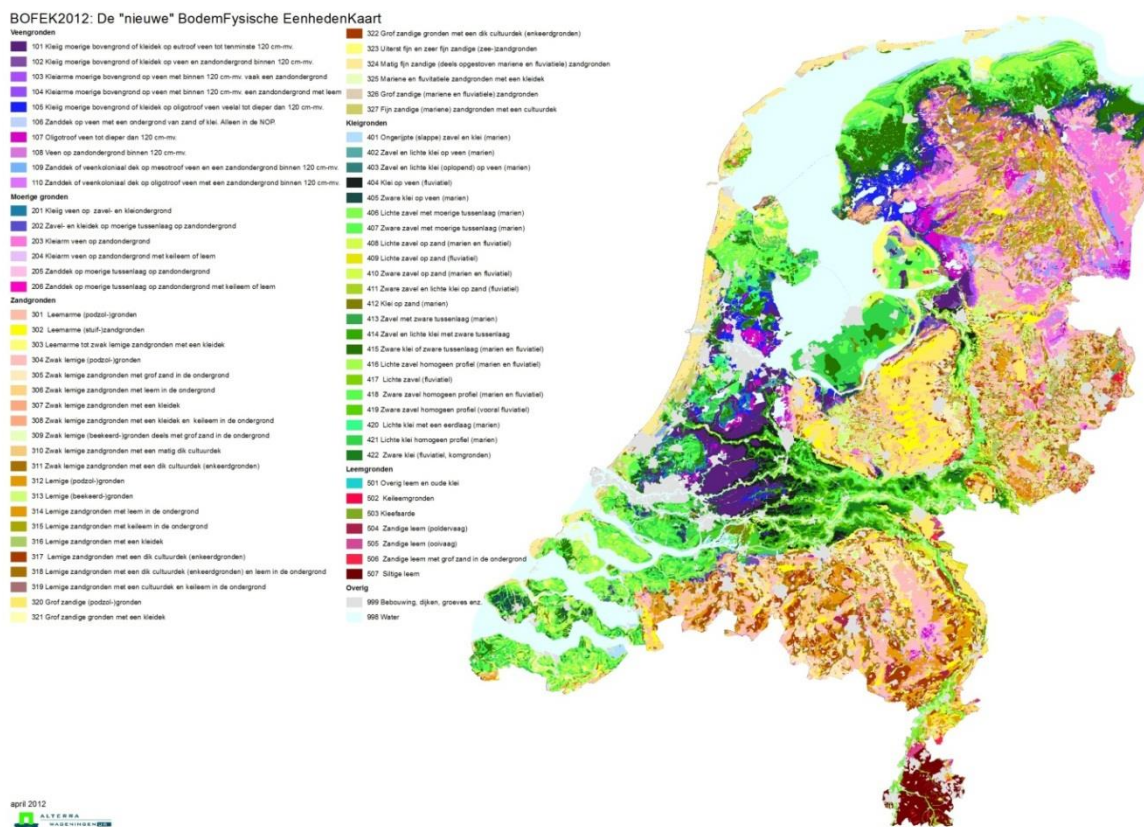 BOFEK2012: De "nieuwe" BodemFysische EenhedenKaart
Veengronden
101 Kleiig moerige bovengrond of kleidek op eutroof veen tot tenminste 120 cm-mv.
102 Kleiig moerige bovengrond of kleidek op veen en zandondergrond binnen 120 cm-mv.
103 Kleiarme moerige bovengrond op veen met binnen 120 cm-mv. vaak een zandondergrond
104 Kleiarme moerige bovengrond op veen met binnen 120 cm-mv. een zandondergrond met leem
105 Kleiig moerige bovengrond of kleidek op oligotroof veen veelal tot dieper dan 120 cm-mv.
106 Zanddek op veen met een ondergrond van zand of klei. Alleen in de NOP.
107 Oligotroof veen tot dieper dan 120 cm-mv.
108 Veen op zandondergrond binnen 120 cm-mv.
109 Zanddek of veenkoloniaal dek op mesotroof veen en een zandondergrond binnen 120 cm-mv.
110 Zanddek of veenkoloniaal dek op oligotroof veen met een zandondergrond binnen 120 cm-mv.
Moerige gronden
201 Kleiig veen op zavel- en kleiondergrond
202 Zavel- en kleidek op moerige tussenlaag op zandondergrond
203 Kleiarm veen op zandondergrond
204 Kleiarm veen op zandondergrond met keileem of leem
205 Zanddek op moerige tussenlaag op zandondergrond
206 Zanddek op moerige tussenlaag op zandondergrond met keileem of leem
Zandgronden
301 Leemarme (podzol-)gronden
302 Leemarme (stuif-)zandgronden
303 Leemarme tot zwak lemige zandgronden met een kleidek
304 Zwak lemige (podzol-)gronden
305 Zwak lemige zandgronden met grof zand in de ondergrond
306 Zwak lemige zandgronden met leem in de ondergrond
307 Zwak lemige zandgronden met een kleidek
308 Zwak lemige zandgronden met een kleidek en keileem in de ondergrond
309 Zwak lemige (beekeerd-)gronden deels met grof zand in de ondergrond
310 Zwak lemige zandgronden met een matig dik cultuurdek
311 Zwak lemige zandgronden met een dik cultuurdek (enkeerdgronden)
312 Lemige (podzol-)gronden
313 Lemige (beekeerd-)gronden
314 Lemige zandgronden met leem in de ondergrond
315 Lemige zandgronden met keileem in de ondergrond
316 Lemige zandgronden met een kleidek
317 Lemige zandgronden met een dik cultuurdek (enkeerdgronden)
318 Lemige zandgronden met een dik cultuurdek (enkeerdgronden) en leem in de ondergrond
319 Lemige zandgronden met een cultuurdek en keileem in de ondergrond
320 Grof zandige (podzol-)gronden
321 Grof zandige gronden met een kleidek
322 Grof zandige gronden met een dik cultuurdek (enkeerdgronden)
323 Uiterst fijn en zeer fijn zandige (zee-)zandgronden
324 Matig fijn zandige (deels opgestoven mariene en fluviatiele) zandgronden
325 Mariene en fluvitatiele zandgronden met een kleidek
326 Grof zandige (mariene en fluviatiele) zandgronden
327 Fijn zandige (mariene) zandgronden met een cultuurdek
Kleigronden
401 Ongerijpte (slappe) zavel en klei (marien)
402 Zavel en lichte klei op veen (marien)
403 Zavel en lichte klei (oplopend) op veen (marien)
404 Klei op veen (fluviatiel)
405 Zware klei op veen (marien)
406 Lichte zavel met moerige tussenlaag (marien)
407 Zware zavel met moerige tussenlaag (marien)
408 Lichte zavel op zand (marien en fluviatiel)
409 Lichte zavel op zand (fluviatiel)
410 Zware zavel op zand (marien en fluviatiel)
411 Zware zavel en lichte klei op zand (fluviatiel)
412 Klei op zand (marien)
413 Zavel met zware tussenlaag (marien)
414 Zavel en lichte klei met zware tussenlaag
415 Zware klei of zware tussenlaag (marien en fluviatiel)
416 Lichte zavel homogeen profiel (marien en fluviatiel)
417 Lichte zavel (fluviatiel)
418 Zware zavel homogeen profiel (marien en fluviatiel)
419 Zware zavel homogeen profiel (vooral fluviatiel)
420 Lichte klei met een eerdlaag (marien)
421 Lichte klei homogeen profiel (marien)
422 Zware klei (fluviatiel, komgronden)
Leemgronden
501 Overig leem en oude klei
502 Keileemgronden
503 Kleefaarde
504 Zandige leem (poldervaag)
505 Zandige leem (ooivaag)
506 Zandige leem met grof zand in de ondergrond
507 Siltige leem
Overig
999 Bebouwing, dijken, groeves enz.
998 Water
april 2012
ALTERRA
WAGENINGEN UR